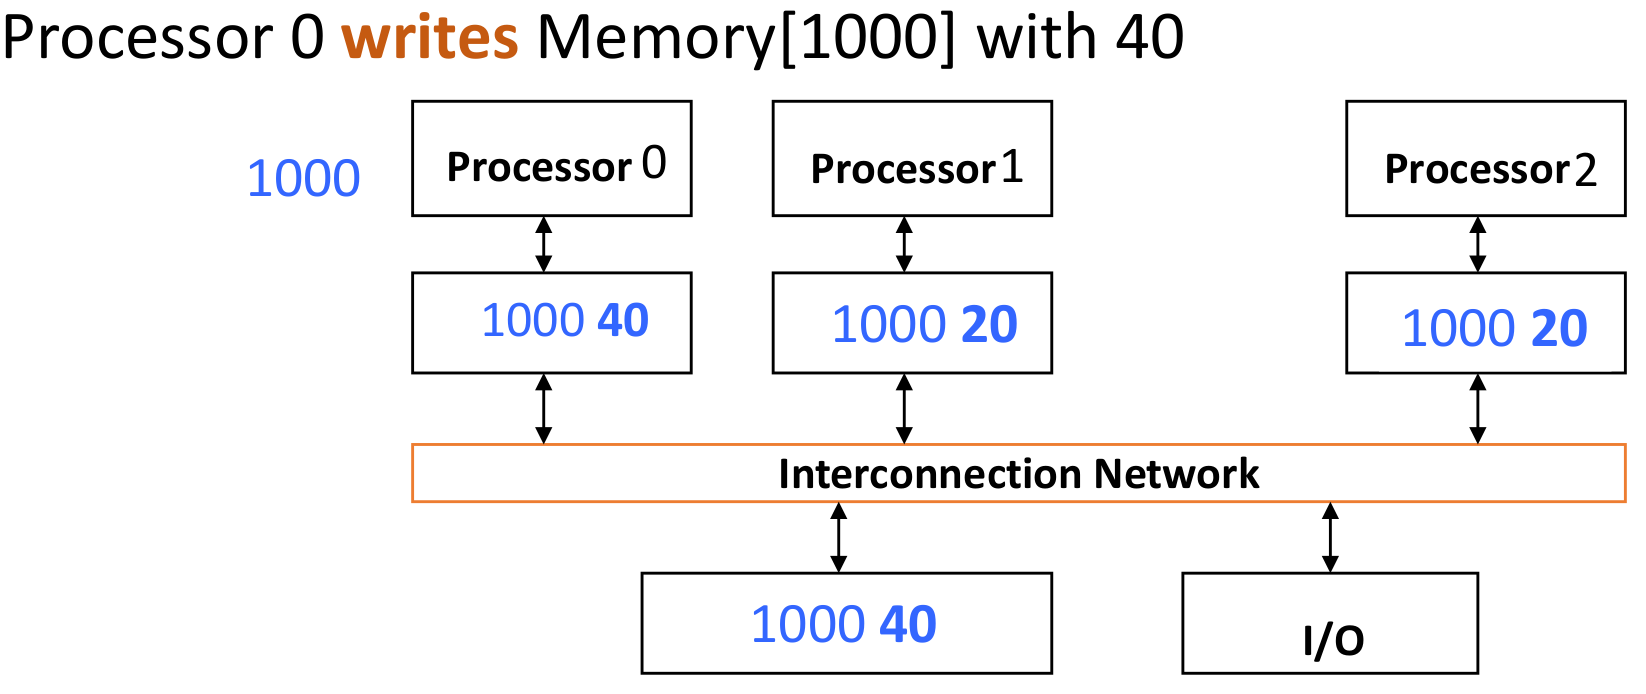 Processor 0 writes Memory[1000] with 40
1000
Processor 0
Processor 1
Processor 2
1000 40
1000 20
1000 20
Interconnection Network
1000 40
I/O